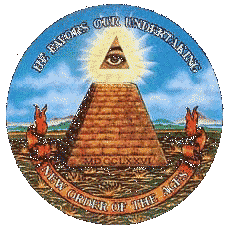 HE FAVORS OUR UNDERTAKING
MDCCLXXVI
NEW ORDER OF THE AGES